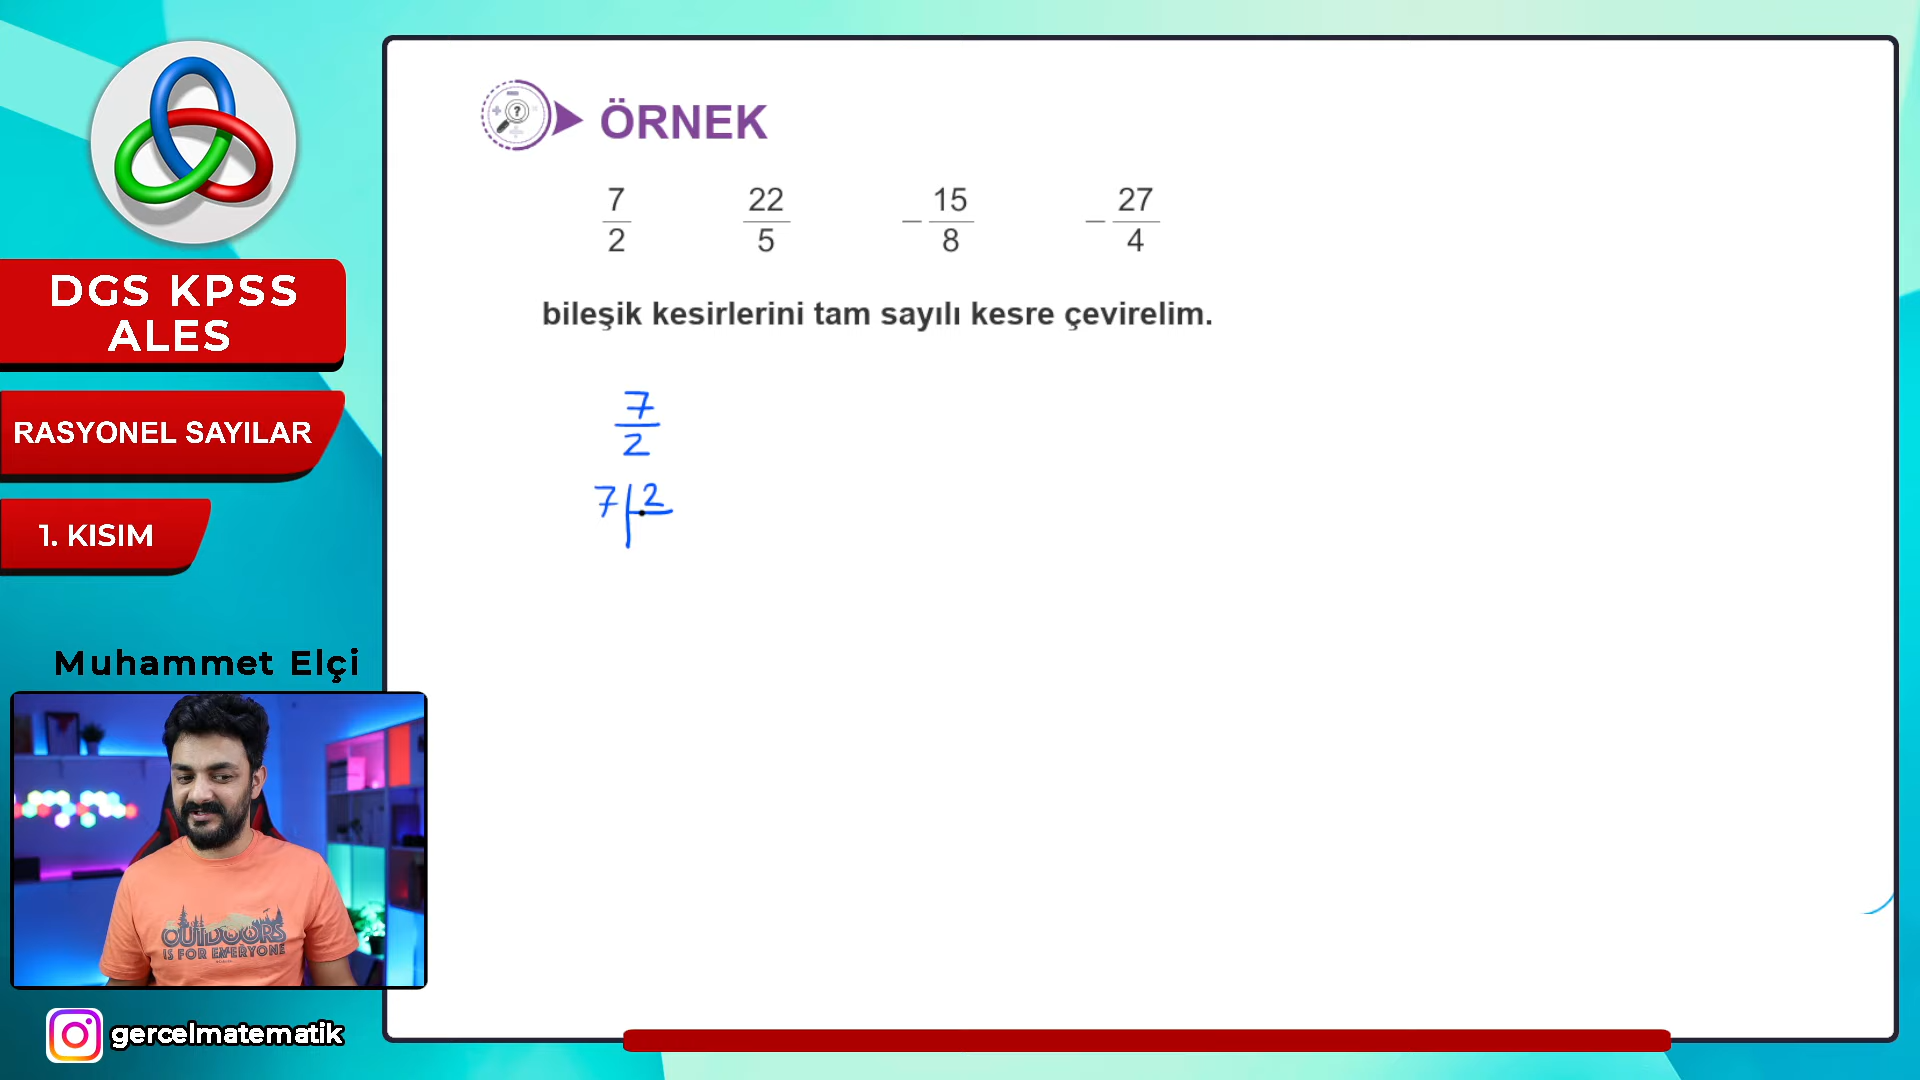 DGS KPSS
ALES
RASYONEL SAYILAR
1. KISIM
Muhammet Elçi
OUTDOORS
IS FOR EVERYONE
gercelmatematik
ÖRNEK
7/2 22/5 -15/8 -27/4
bileşik kesirlerini tam sayılı kesre çevirelim.
7/2
7 | 2